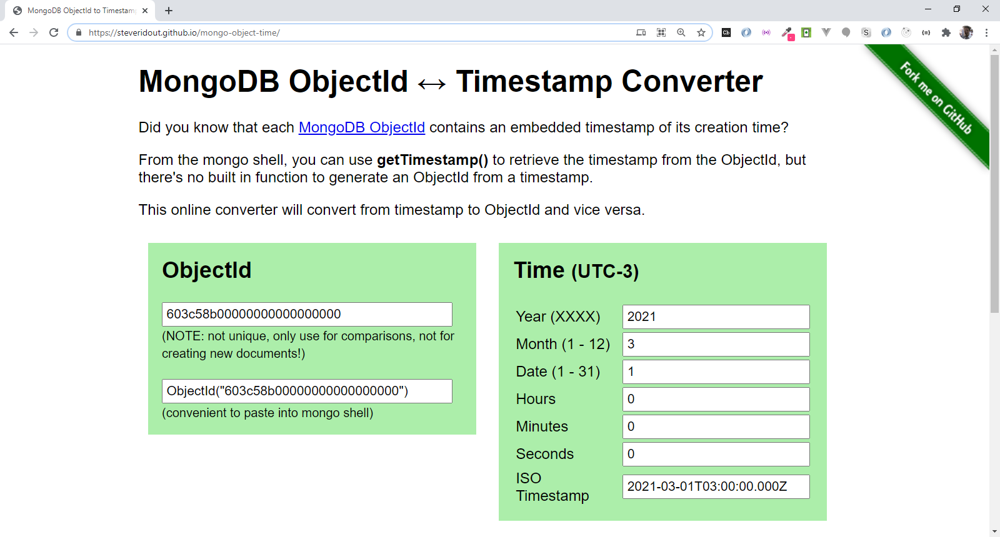 MongoDB ObjectId to Timestam
https://steveridout.github.io/mongo-object-time/
Cb
S
Fork me on GitHub
MongoDB ObjectId ↔ Timestamp Converter
Did you know that each MongoDB ObjectId contains an embedded timestamp of its creation time?
From the mongo shell, you can use getTimestamp() to retrieve the timestamp from the ObjectId, but
there's no built in function to generate an ObjectId from a timestamp.
This online converter will convert from timestamp to ObjectId and vice versa.
ObjectId
603c58b00000000000000000
(NOTE: not unique, only use for comparisons, not for
creating new documents!)
ObjectId("603c58b00000000000000000")
(convenient to paste into mongo shell)
Time (UTC-3)
Year (XXXX) 2021
Month (1 - 12) 3
Date (1 - 31) 1
Hours 0
Minutes 0
Seconds 0
ISO
Timestamp 2021-03-01T03:00:00.000Z